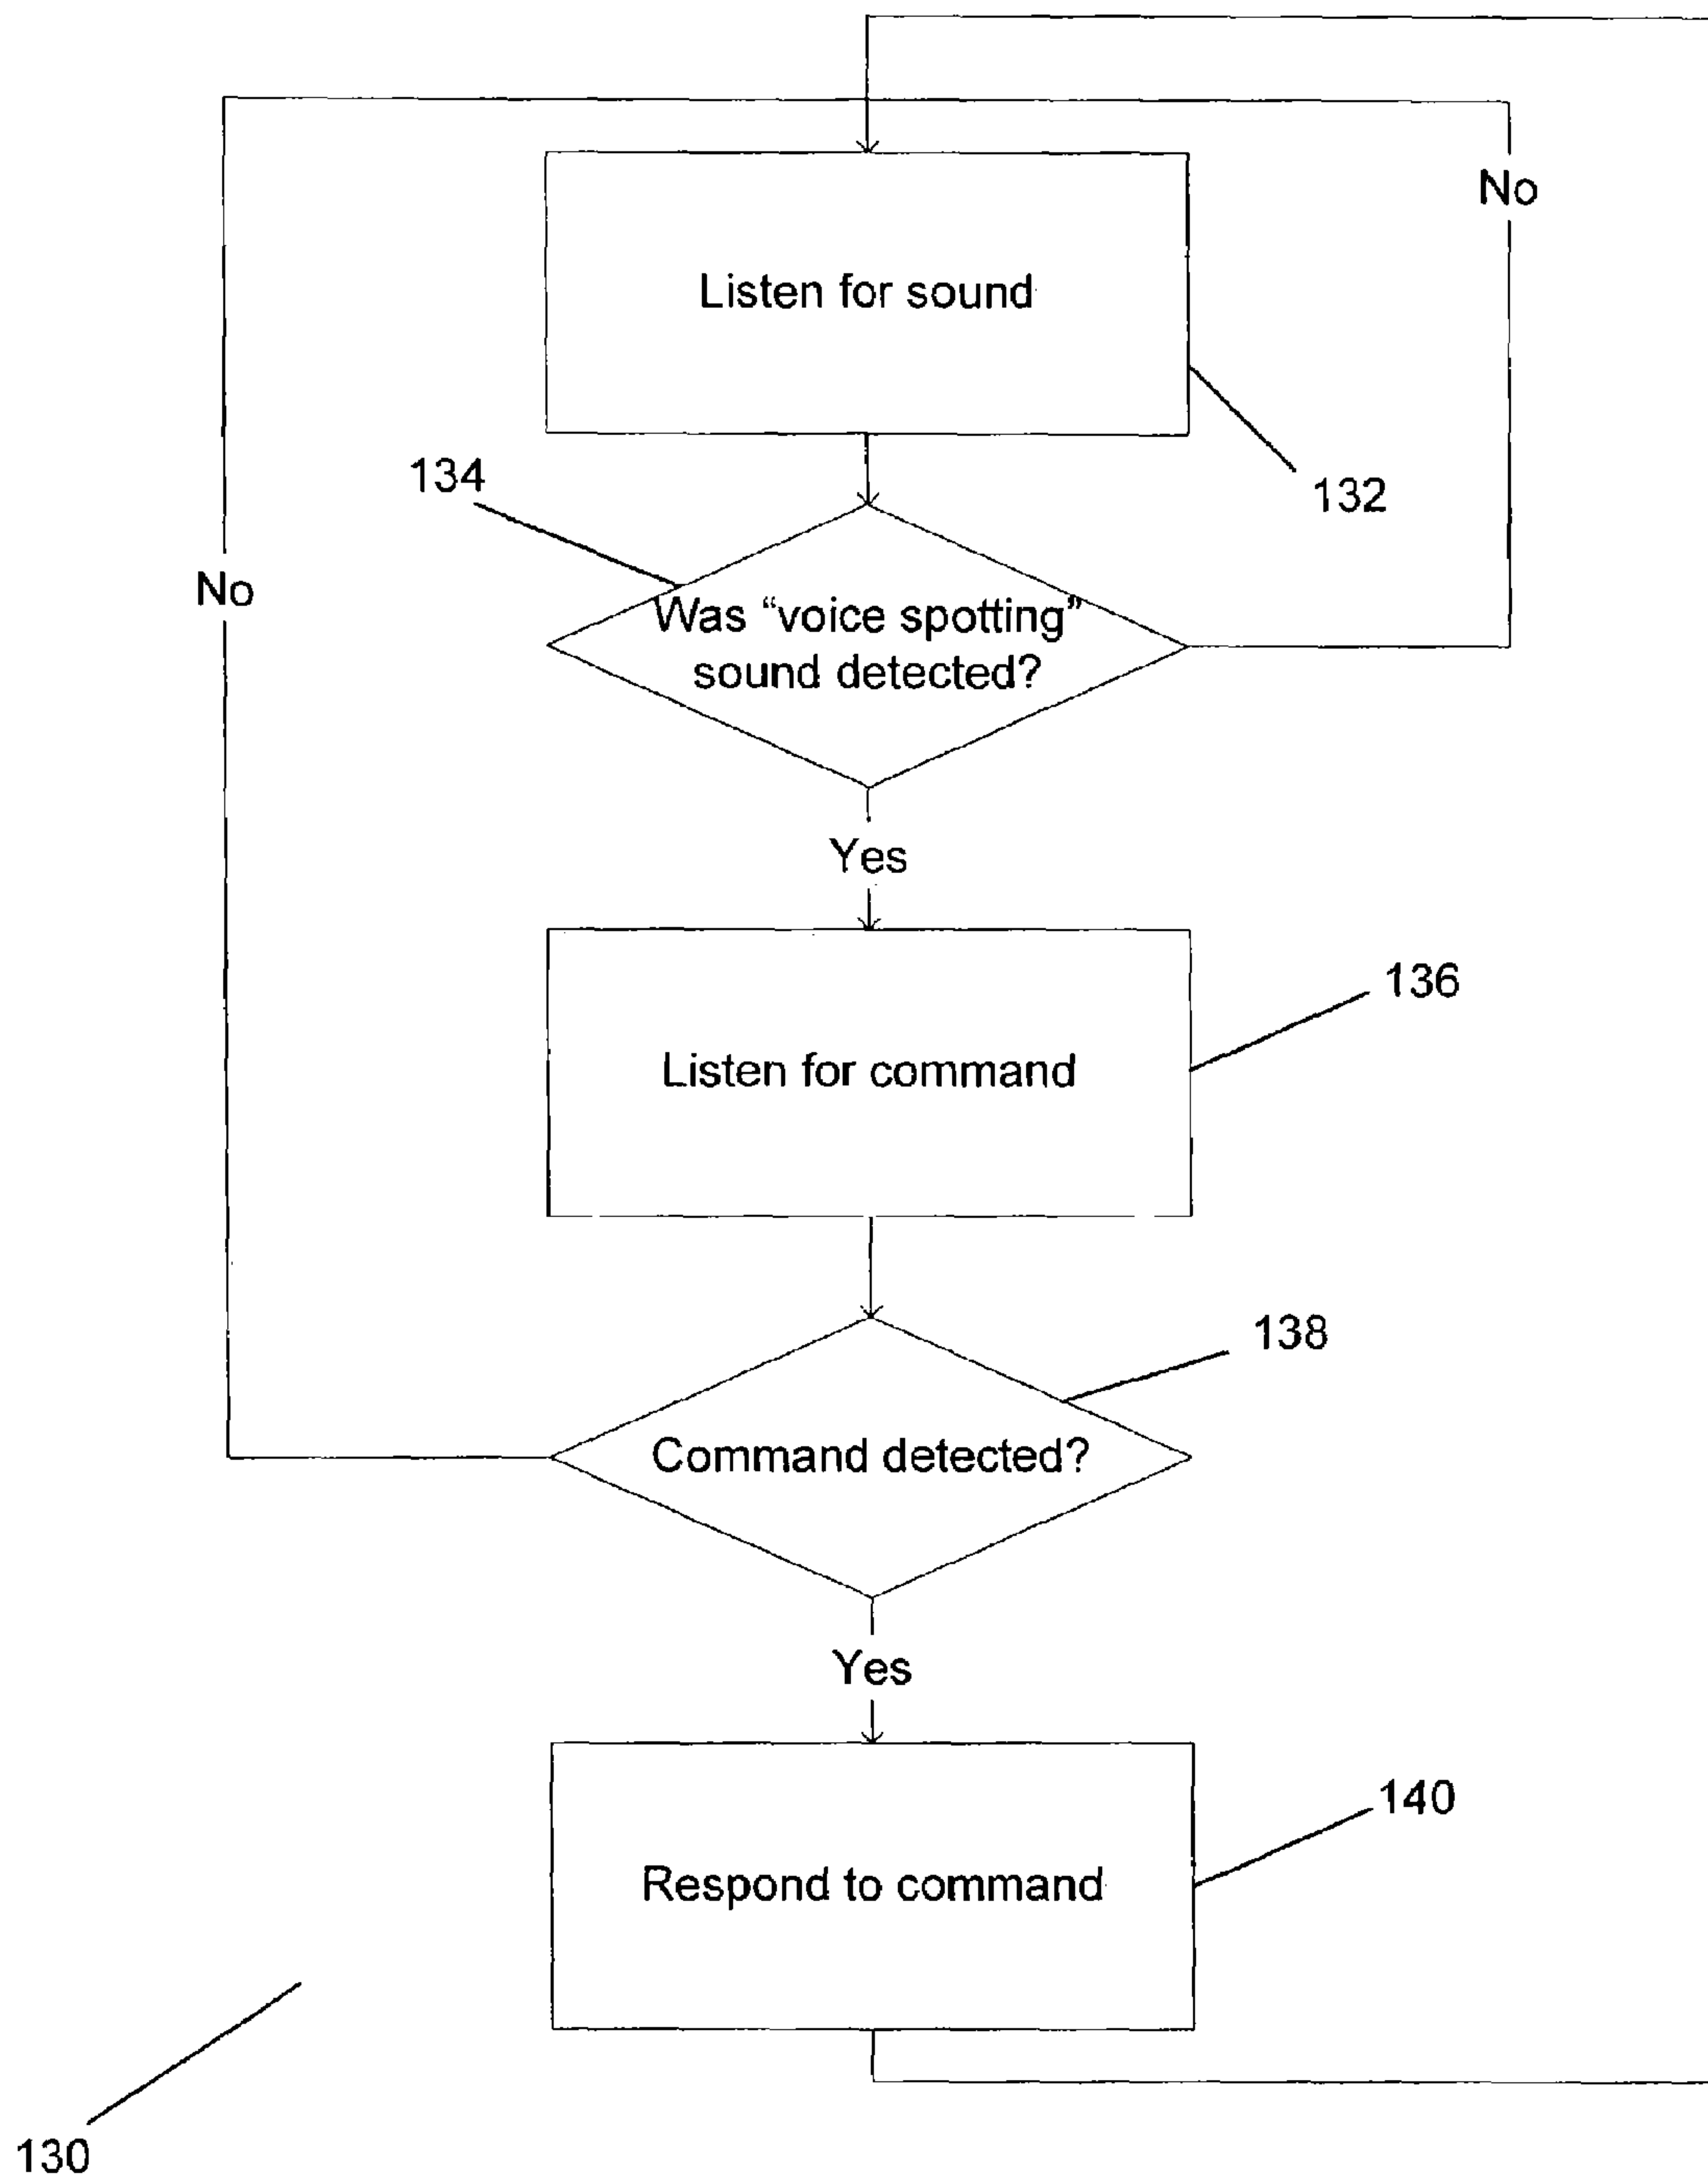 No
Listen for sound
134
132
No
Was “voice spotting”
sound detected?
Yes
136
Listen for command
138
Command detected?
Yes
140
Respond to command
130